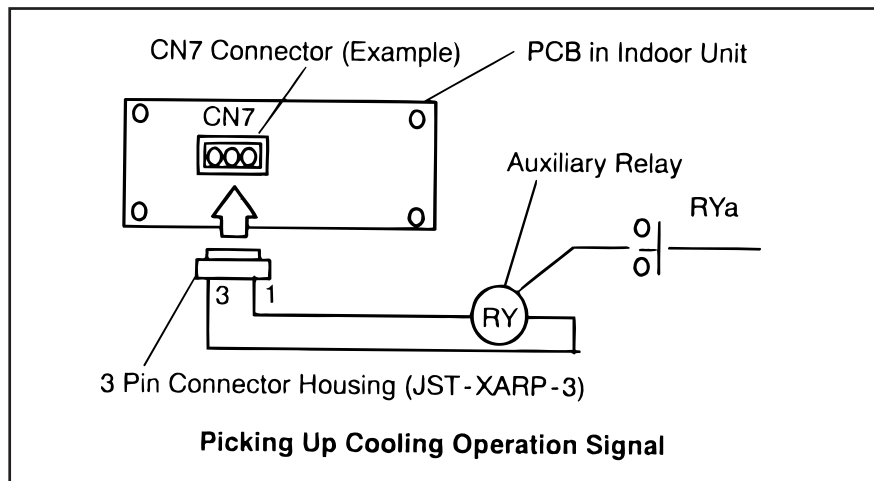 CN7 Connector (Example)
PCB in Indoor Unit
CN7
Auxiliary Relay
RYa
3 1
RY
3 Pin Connector Housing (JST-XARP-3)
Picking Up Cooling Operation Signal